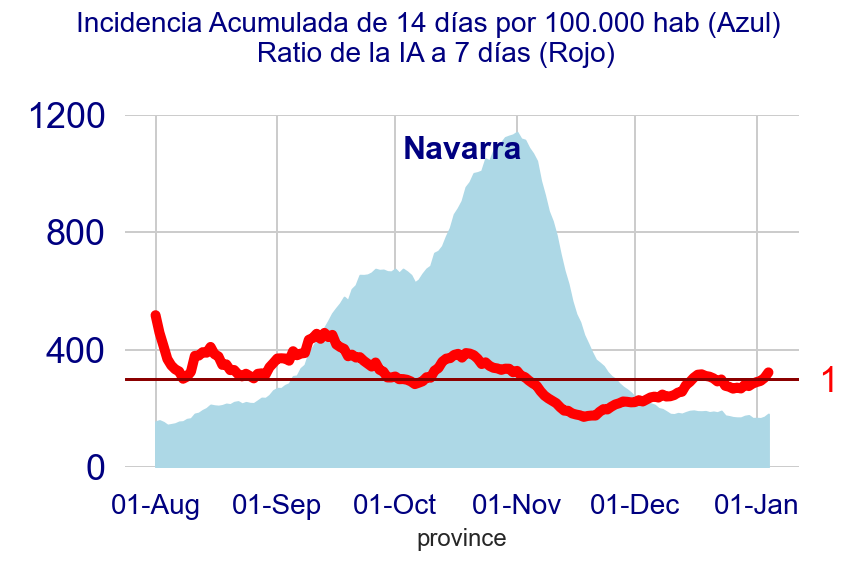 Incidencia Acumulada de 14 días por 100.000 hab (Azul)
Ratio de la IA a 7 días (Rojo)
1200
Navarra
800
400
1
0
01-Aug 01-Sep 01-Oct 01-Nov 01-Dec 01-Jan
province